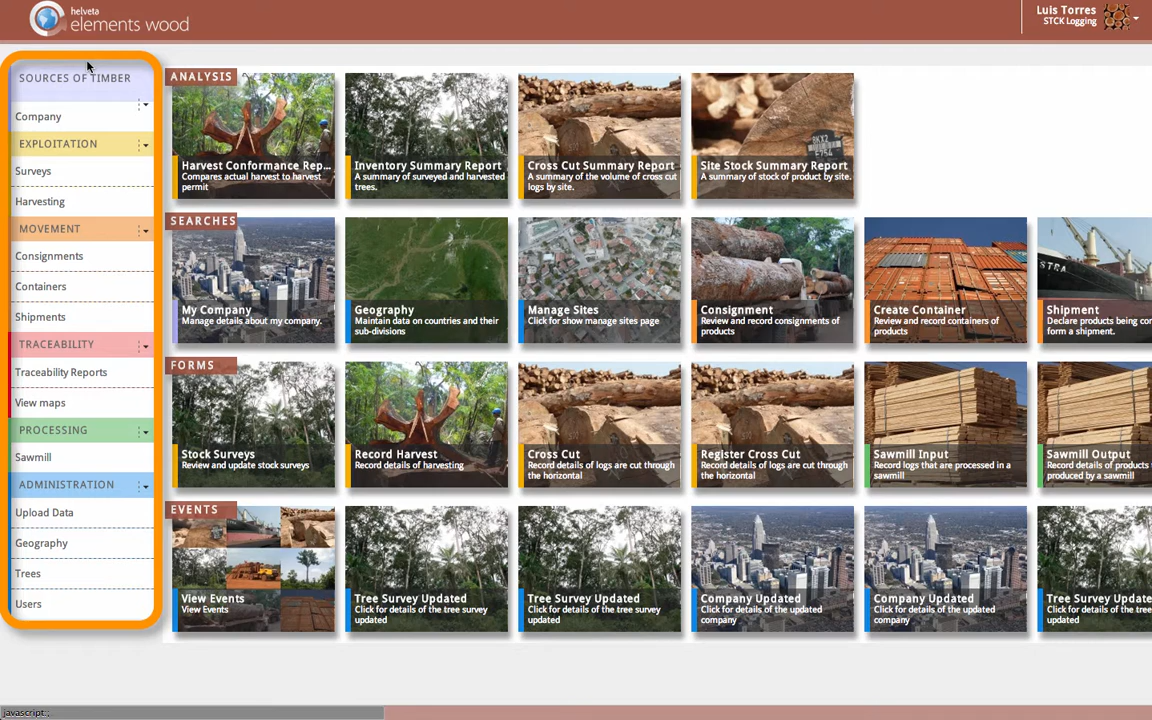 helveta
elements wood
Luis Torres
STCK Logging
SOURCES OF TIMBER
Company
EXPLOITATION
Surveys
Harvesting
MOVEMENT
Consignments
Containers
Shipments
TRACEABILITY
Traceability Reports
View maps
PROCESSING
Sawmill
ADMINISTRATION
Upload Data
Geography
Trees
Users
ANALYSIS
Harvest Conformance Rep...
Compares actual harvest to harvest
permit
Inventory Summary Report
A summary of surveyed and harvested
trees.
Cross Cut Summary Report
A summary of the volume of cross cut
logs by site.
Site Stock Summary Report
A summary of stock of product by site.
SEARCHES
My Company
Manage details about my company.
Geography
Maintain data on countries and their
sub-divisions
Manage Sites
Click for show manage sites page
Consignment
Review and record consignments of
products
Create Container
Review and record containers of
products
STRA
Shipment
Declare products being con
form a shipment.
FORMS
Stock Surveys
Review and update stock surveys
Record Harvest
Record details of harvesting
Cross Cut
Record details of logs are cut through
the horizontal
Register Cross Cut
Record details of logs are cut through
the horizontal
Sawmill Input
Record logs that are processed in a
sawmill
Sawmill Output
Record details of products
produced by a sawmill
EVENTS
View Events
View Events
Tree Survey Updated
Click for details of the tree survey
updated
Tree Survey Updated
Click for details of the tree survey
updated
Company Updated
Click for details of the updated
company
Company Updated
Click for details of the updated
company
Tree Survey Updated
Click for details of the tree
updated
javascript:;